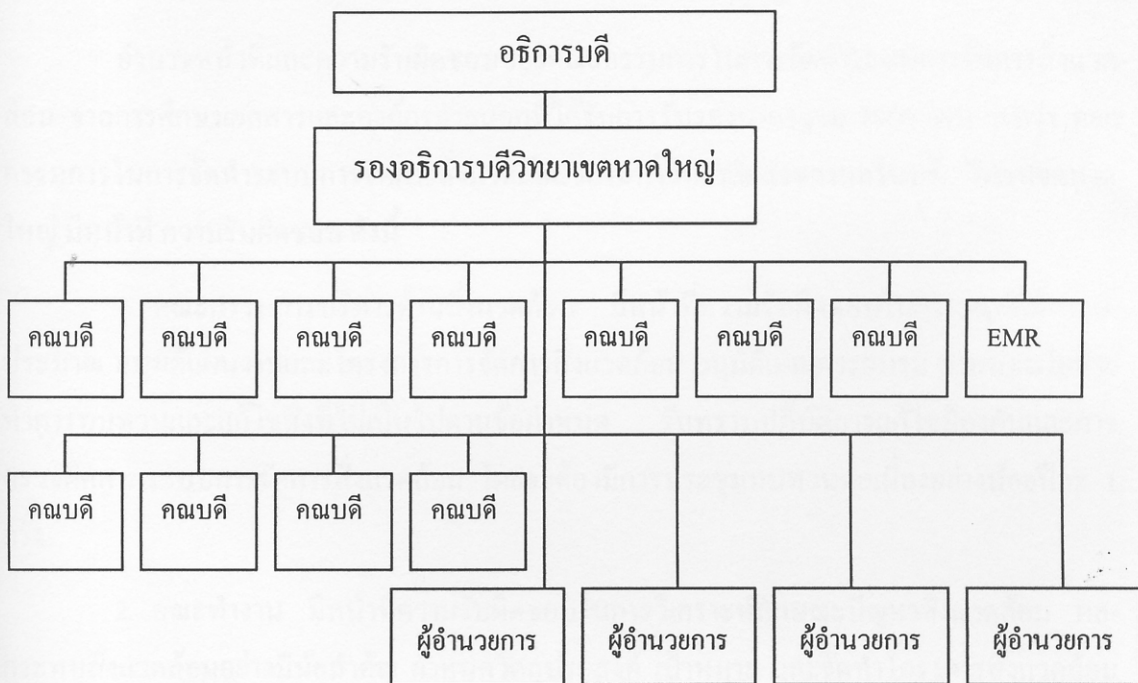 อธิการบดี
รองอธิการบดีวิทยาเขตหาดใหญ่
คณบดี คณบดี คณบดี คณบดี คณบดี คณบดี คณบดี EMR
คณบดี คณบดี คณบดี คณบดี
ผู้อำนวยการ ผู้อำนวยการ ผู้อำนวยการ ผู้อำนวยการ